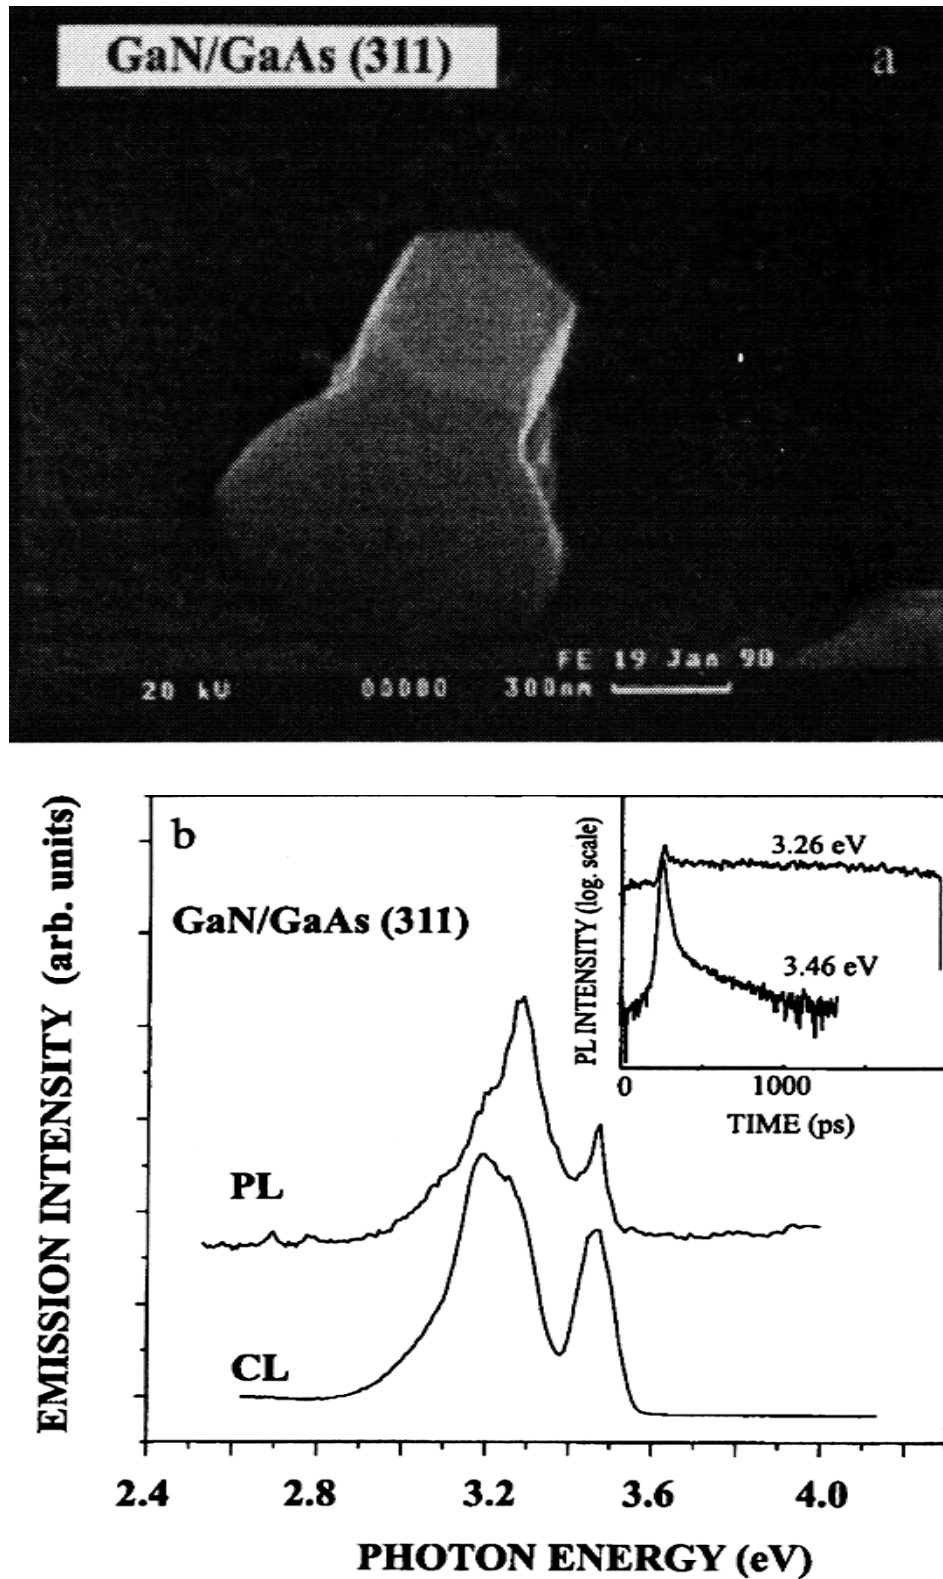 GaN/GaAs (311)
a
FE 19 Jan 90
20 kU 00080 300nm
b
GaN/GaAs (311)
EMISSION INTENSITY (arb. units)
PL
CL
2.4 2.8 3.2 3.6 4.0
PHOTON ENERGY (eV)
PL INTENSITY (log. scale)
3.26 eV
3.46 eV
0 1000
TIME (ps)